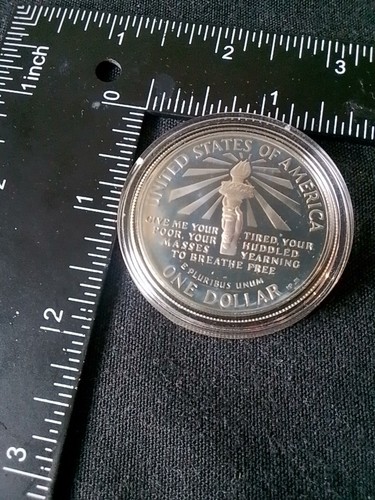 1 2 3
1 inch
0
1
1
2
3
2
UNITED STATES OF AMERICA
GIVE ME YOUR TIRED, YOUR
POOR, YOUR HUDDLED
MASSES YEARNING
TO BREATHE FREE
E PLURIBUS UNUM
ONE DOLLAR